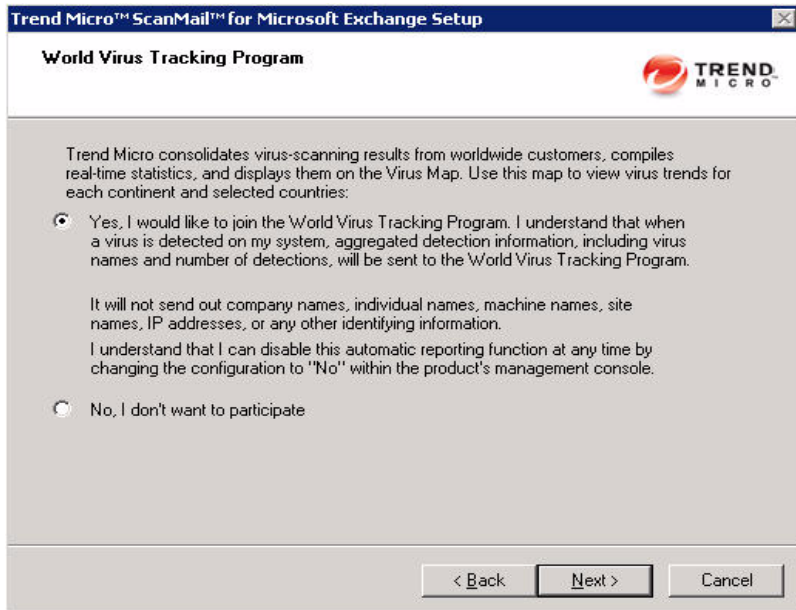 Trend Micro™ ScanMail™ for Microsoft Exchange Setup
World Virus Tracking Program
TREND
MICRO™
Trend Micro consolidates virus-scanning results from worldwide customers, compiles
real-time statistics, and displays them on the Virus Map. Use this map to view virus trends for
each continent and selected countries:
Yes, I would like to join the World Virus Tracking Program. I understand that when
a virus is detected on my system, aggregated detection information, including virus
names and number of detections, will be sent to the World Virus Tracking Program.
It will not send out company names, individual names, machine names, site
names, IP addresses, or any other identifying information.
I understand that I can disable this automatic reporting function at any time by
changing the configuration to "No" within the product's management console.
No, I don't want to participate
< Back
Next >
Cancel